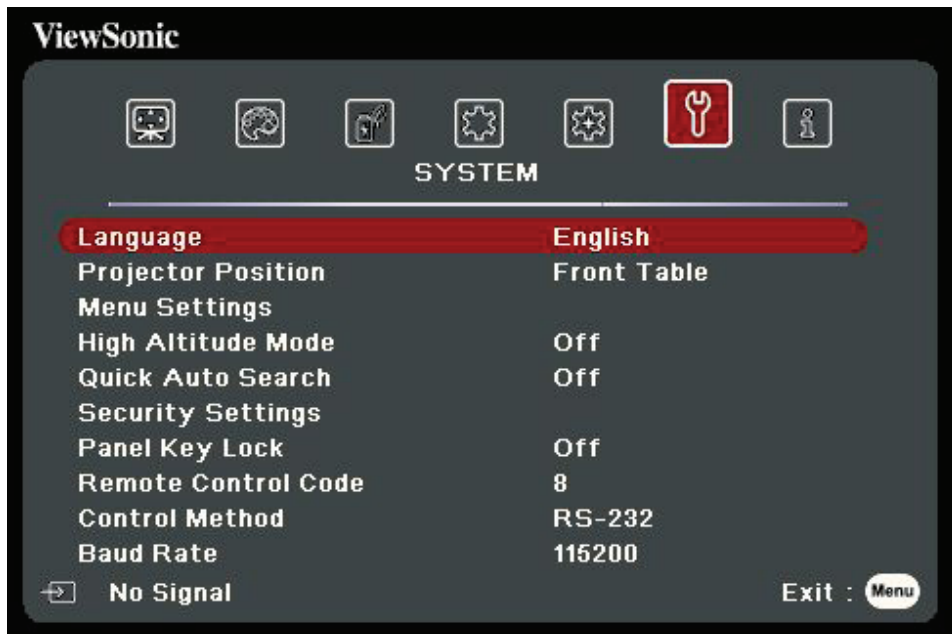 ViewSonic
SYSTEM
Language English
Projector Position Front Table
Menu Settings
High Altitude Mode Off
Quick Auto Search Off
Security Settings
Panel Key Lock Off
Remote Control Code 8
Control Method RS-232
Baud Rate 115200
No Signal Exit : Menu